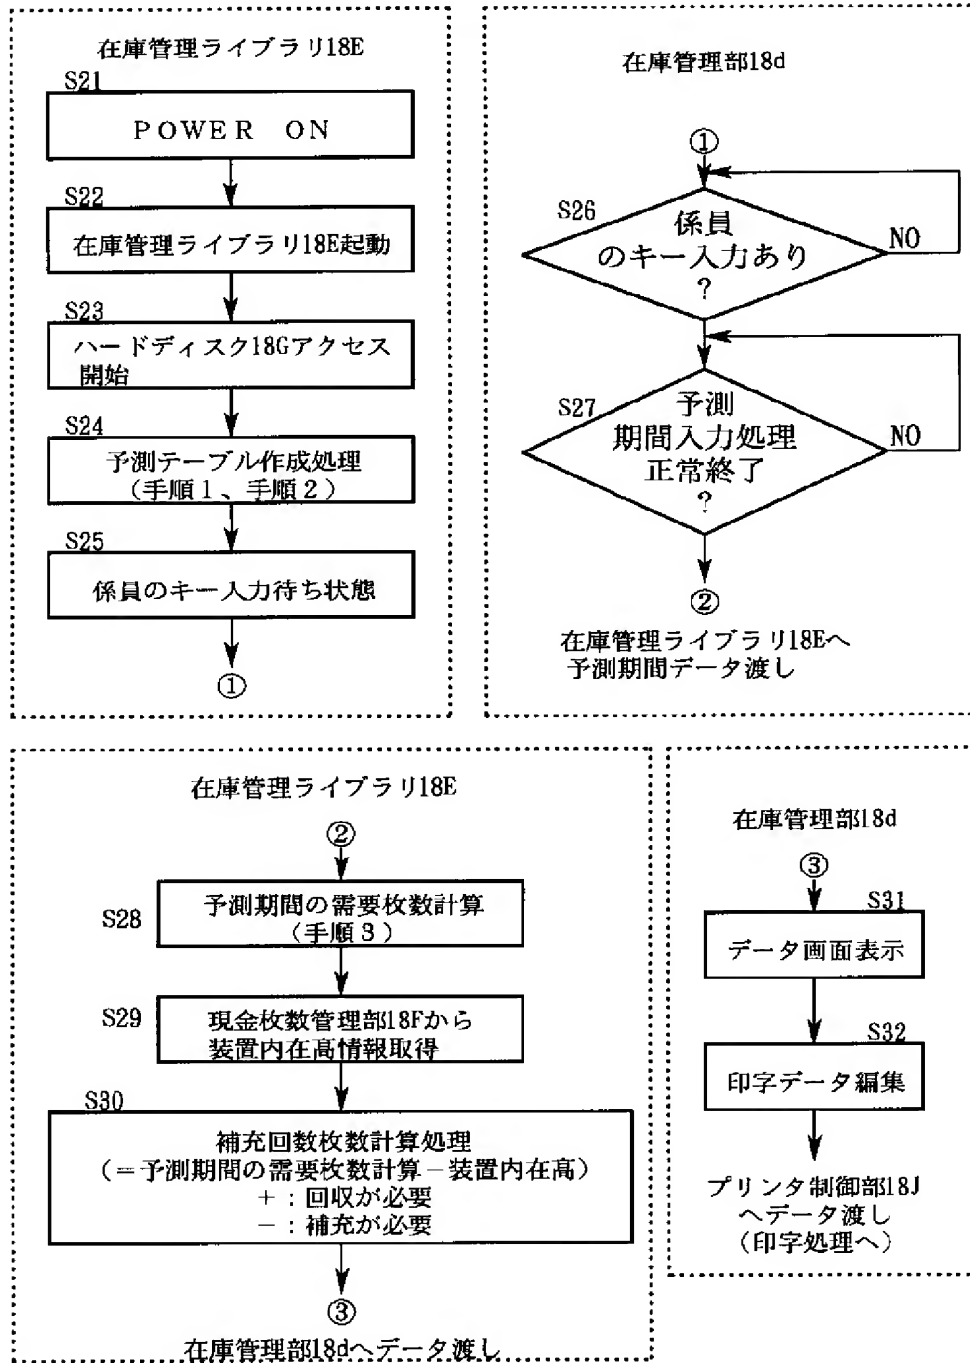 在庫管理ライブラリ18E
S21
POWER ON
S22
在庫管理ライブラリ18E起動
S23
ハードディスク18Gアクセス
開始
S24
予測テーブル作成処理
(手順1、手順2)
S25
係員のキー入力待ち状態
①
在庫管理部18d
①
S26
係員
のキー入力あり
?
NO
S27
予測
期間入力処理
正常終了
?
NO
②
在庫管理ライブラリ18Eへ
予測期間データ渡し
在庫管理ライブラリ18E
②
S28
予測期間の需要枚数計算
(手順3)
S29
現金枚数管理部18Fから
装置内在高情報取得
S30
補充回数枚数計算処理
(=予測期間の需要枚数計算-装置内在高)
+:回収が必要
-:補充が必要
③
在庫管理部18dへデータ渡し
在庫管理部18d
③
S31
データ画面表示
S32
印字データ編集
プリンタ制御部18J
へデータ渡し
(印字処理へ)